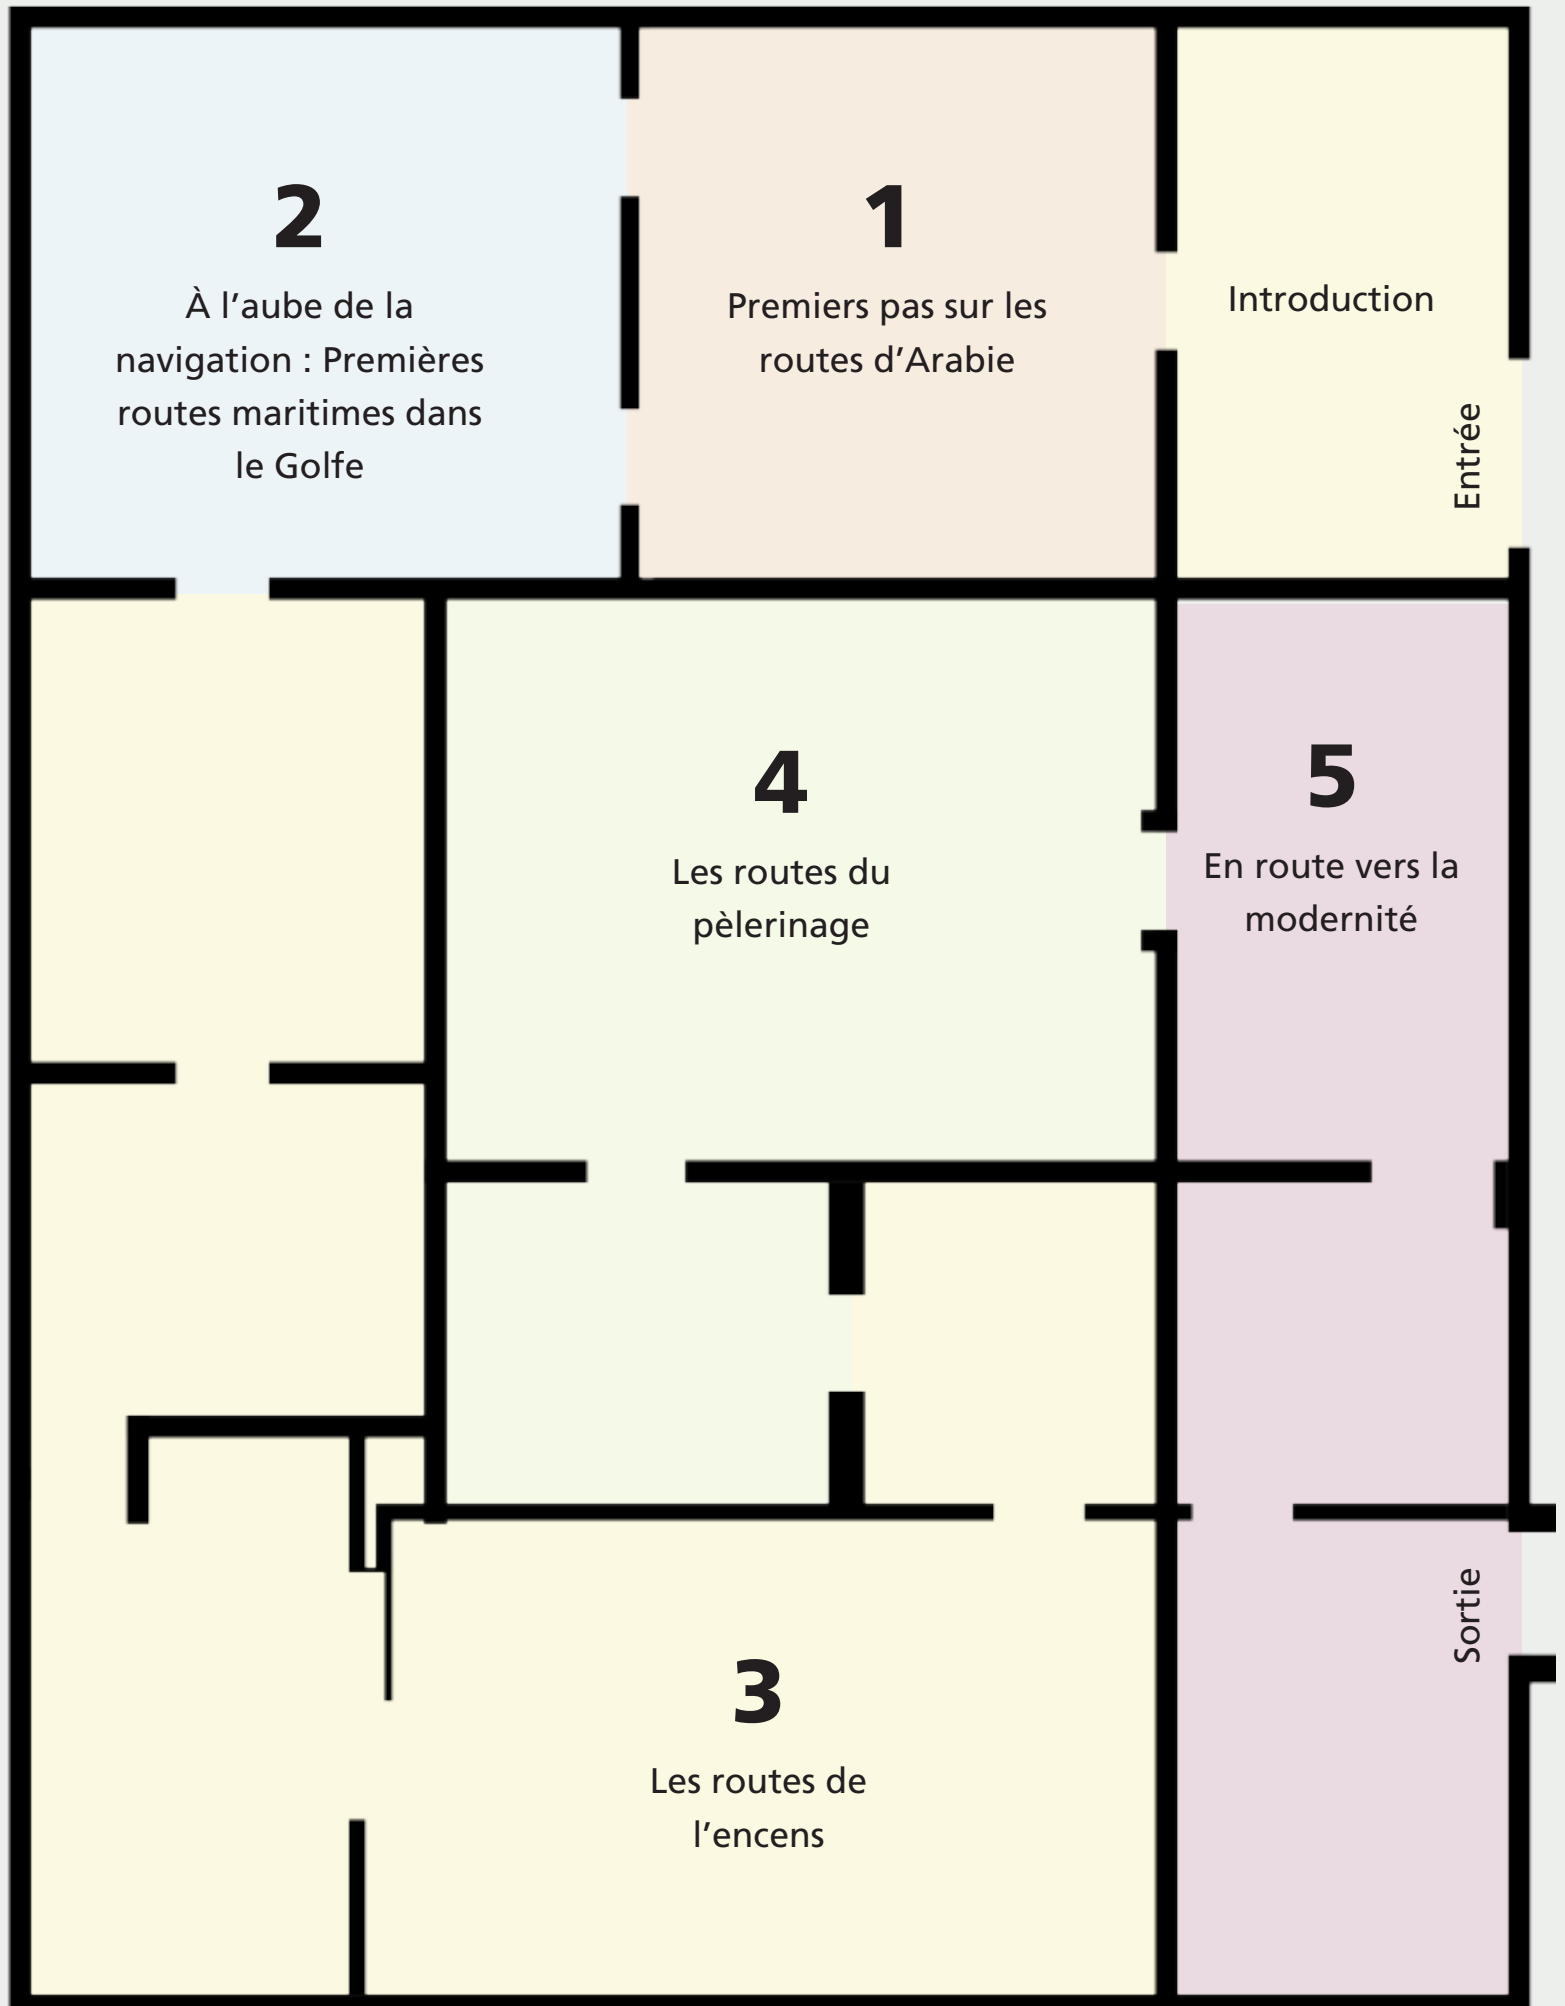 2
À l’aube de la
navigation : Premières
routes maritimes dans
le Golfe
1
Premiers pas sur les
routes d’Arabie
Introduction
Entrée
4
Les routes du
pèlerinage
5
En route vers la
modernité
3
Les routes de
l’encens
Sortie